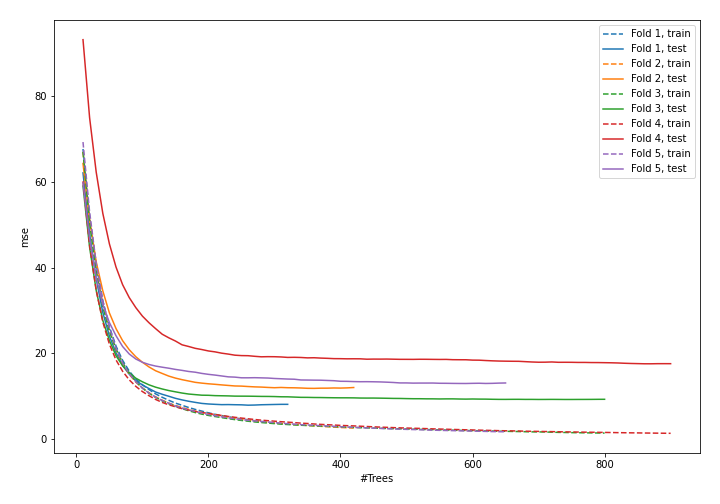 80
60
40
20
0
mse
0
200
400
600
800
#Trees
Fold 1, train
Fold 1, test
Fold 2, train
Fold 2, test
Fold 3, train
Fold 3, test
Fold 4, train
Fold 4, test
Fold 5, train
Fold 5, test